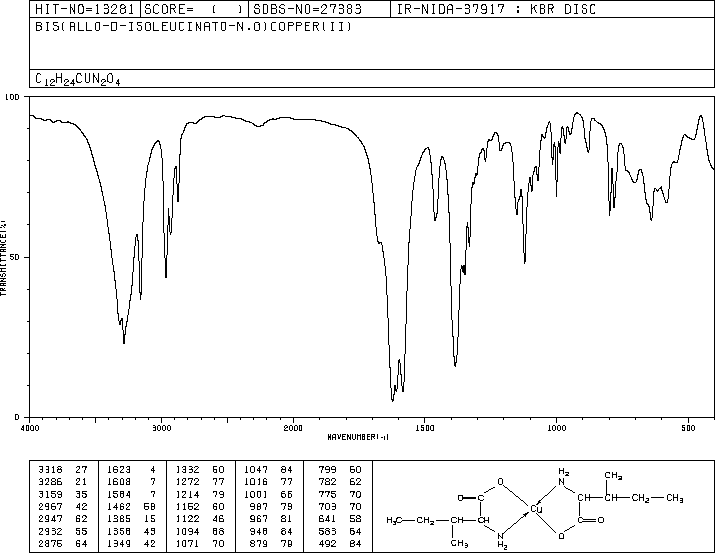 HIT-NO=13281 SCORE= ( ) SDBS-NO=27383 IR-NIDA-37917 : KBR DISC
BIS(ALLO-D-ISOLEUCINATO-N,O)COPPER(II)
C12H24CUN2O4
100
50
0
TRANSMITTANCE(%)
4000 3000 2000 1500 1000 500
WAVENUMBER(-1)
3318 27 1623 4 1332 60 1047 84 799 60
3286 21 1608 7 1272 77 1016 77 782 62
3159 35 1584 7 1214 79 1001 66 775 70
2967 42 1462 58 1152 60 987 79 709 70
2947 62 1385 15 1122 46 967 81 641 58
2932 55 1358 49 1094 68 948 84 583 64
2876 64 1349 42 1071 70 879 79 492 84
H2 CH3
O N CH CH CH3
O C Cu CH2
H3C CH CH O C O
CH2 N
CH3 H2